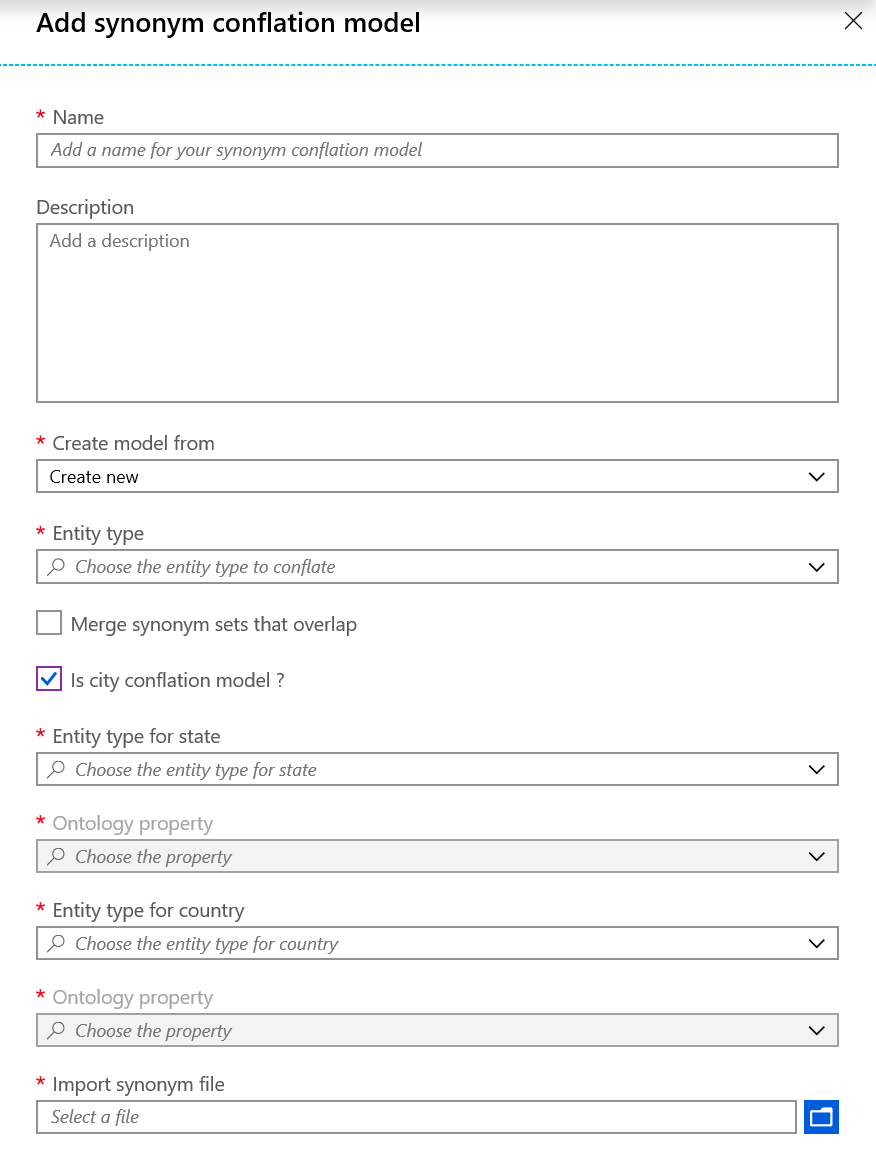 Add synonym conflation model
* Name
Add a name for your synonym conflation model
Description
Add a description
* Create model from
Create new
* Entity type
Choose the entity type to conflate
Merge synonym sets that overlap
Is city conflation model ?
* Entity type for state
Choose the entity type for state
* Ontology property
Choose the property
* Entity type for country
Choose the entity type for country
* Ontology property
Choose the property
* Import synonym file
Select a file